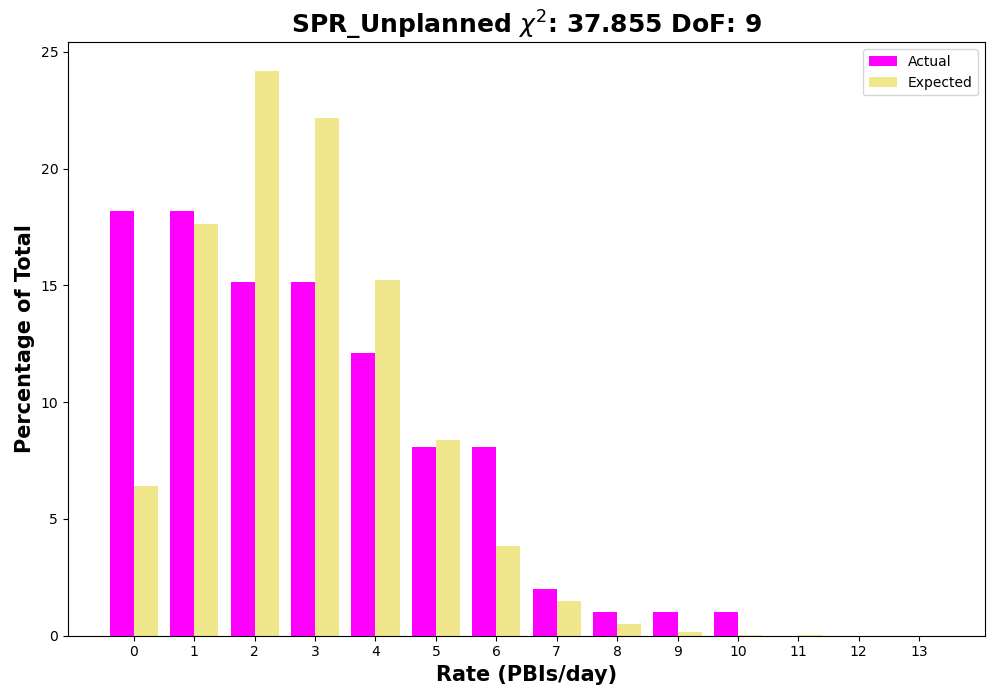 SPR_Unplanned χ²: 37.855 DoF: 9
Actual
Expected
Percentage of Total
25
20
15
10
5
0
0 1 2 3 4 5 6 7 8 9 10 11 12 13
Rate (PBIs/day)